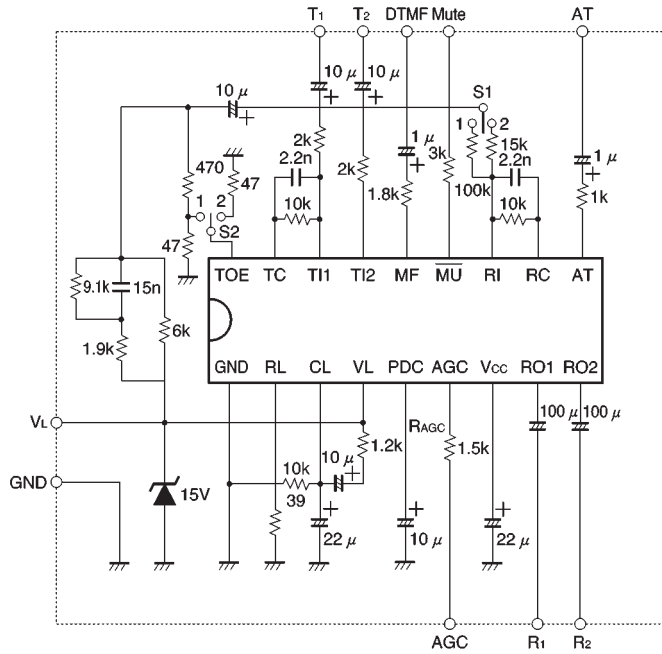 T1 T2 DTMF Mute AT
10 μ 10 μ 10 μ
S1
1 2
2k 2.2n 1 μ 3k 15k 2.2n 1 μ
470 47 2k 1.8k 100k 1k
1 2 10k 10k
S2
47
TOE TC TI1 TI2 MF MU RI RC AT
9.1k 15n
6k
1.9k
GND RL CL VL PDC AGC VCC RO1 RO2
100 μ 100 μ
VL
RAGC
1.2k 1.5k
10k 10 μ
GND
15V 39
22 μ 10 μ 22 μ
AGC R1 R2